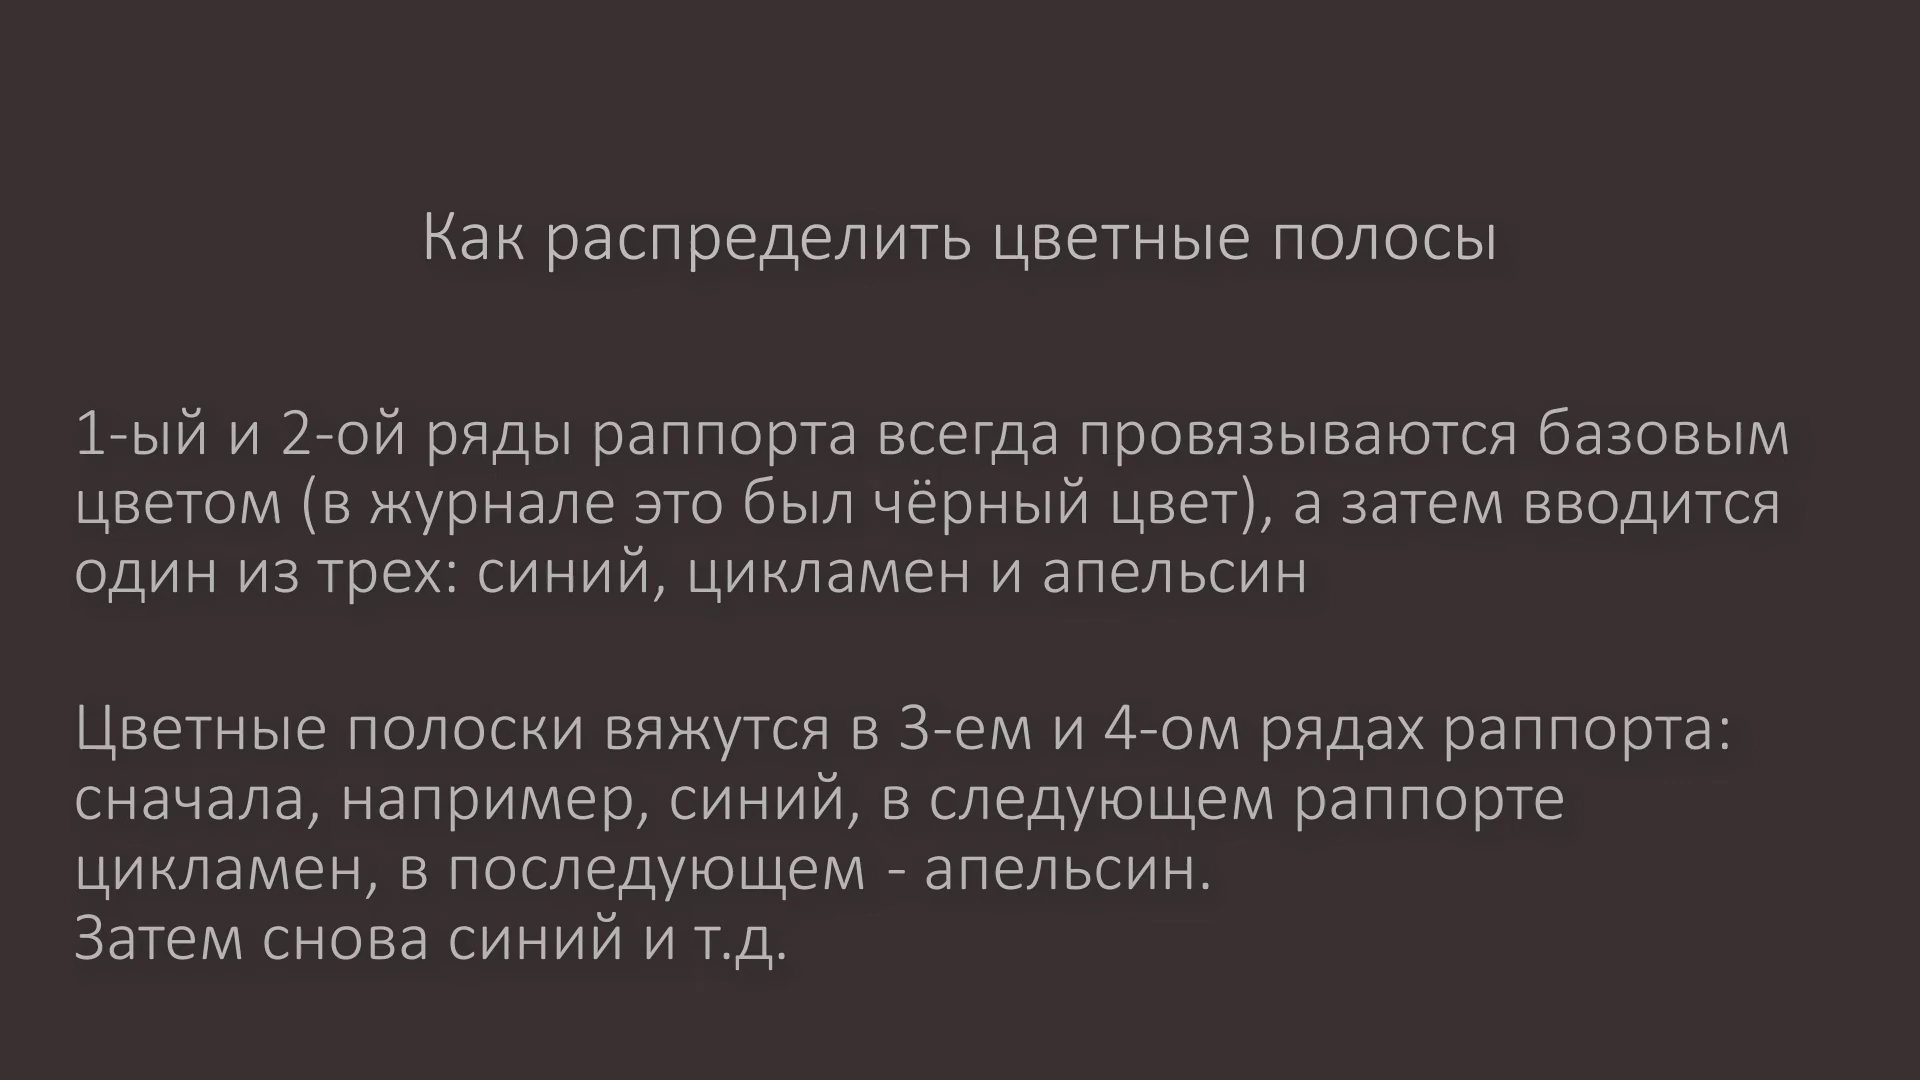 Как распределить цветные полосы
1-ый и 2-ой ряды раппорта всегда провязываются базовым
цветом (в журнале это был чёрный цвет), а затем вводится
один из трех: синий, цикламен и апельсин
Цветные полоски вяжутся в 3-ем и 4-ом рядах раппорта:
сначала, например, синий, в следующем раппорте
цикламен, в последующем - апельсин.
Затем снова синий и т.д.